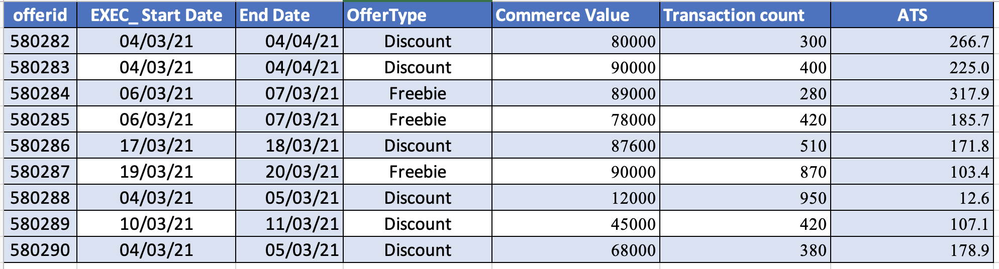 offerid EXEC_ Start Date End Date OfferType Commerce Value Transaction count ATS
580282 04/03/21 04/04/21 Discount 80000 300 266.7
580283 04/03/21 04/04/21 Discount 90000 400 225.0
580284 06/03/21 07/03/21 Freebie 89000 280 317.9
580285 06/03/21 07/03/21 Freebie 78000 420 185.7
580286 17/03/21 18/03/21 Discount 87600 510 171.8
580287 19/03/21 20/03/21 Freebie 90000 870 103.4
580288 04/03/21 05/03/21 Discount 12000 950 12.6
580289 10/03/21 11/03/21 Discount 45000 420 107.1
580290 04/03/21 05/03/21 Discount 68000 380 178.9